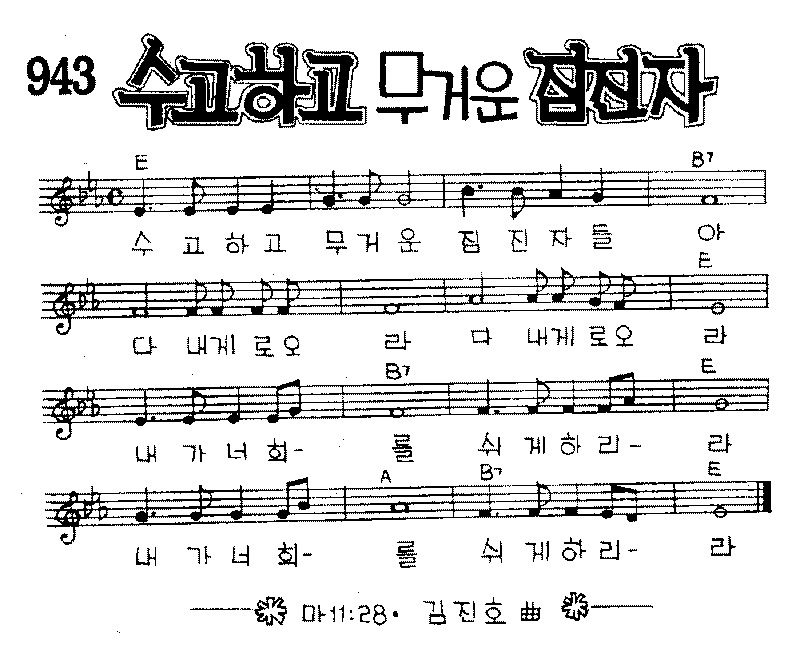 943 수고하고 무거운 짐진자
E B7
수 고 하 고 무 거 운 짐 진 자 들 아
E
다 내게 로오 라 다 내게 로오 라
B7 E
내 가 너 희- 를 쉬 게 하 리- 라
A B7 E
내 가 너 희- 를 쉬 게 하 리- 라
마11:28· 김진호 曲